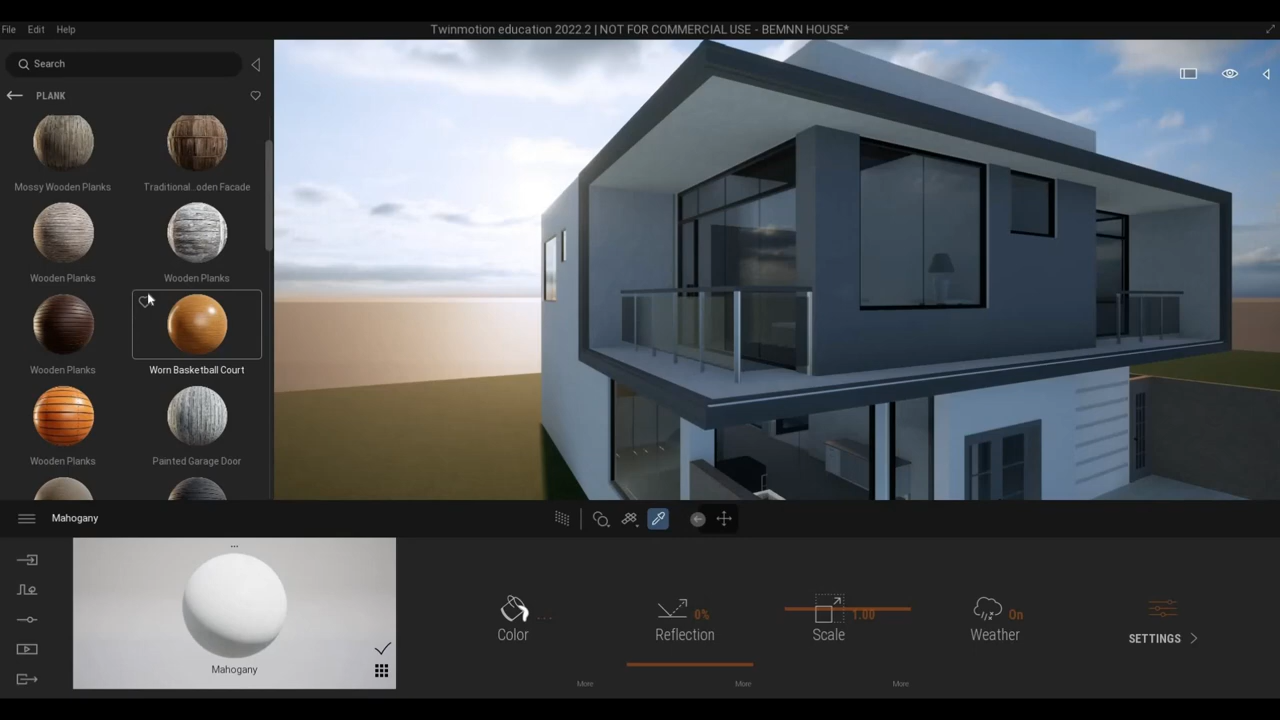 File Edit Help
Twinmotion education 2022.2 | NOT FOR COMMERCIAL USE - BEMNN HOUSE*
Search
PLANK
Mossy Wooden Planks
Traditional...oden Facade
Wooden Planks
Wooden Planks
Wooden Planks
Worn Basketball Court
Wooden Planks
Painted Garage Door
Mahogany
...
Mahogany
Color
...
More
Reflection
0%
More
Scale
1.00
More
Weather
On
SETTINGS